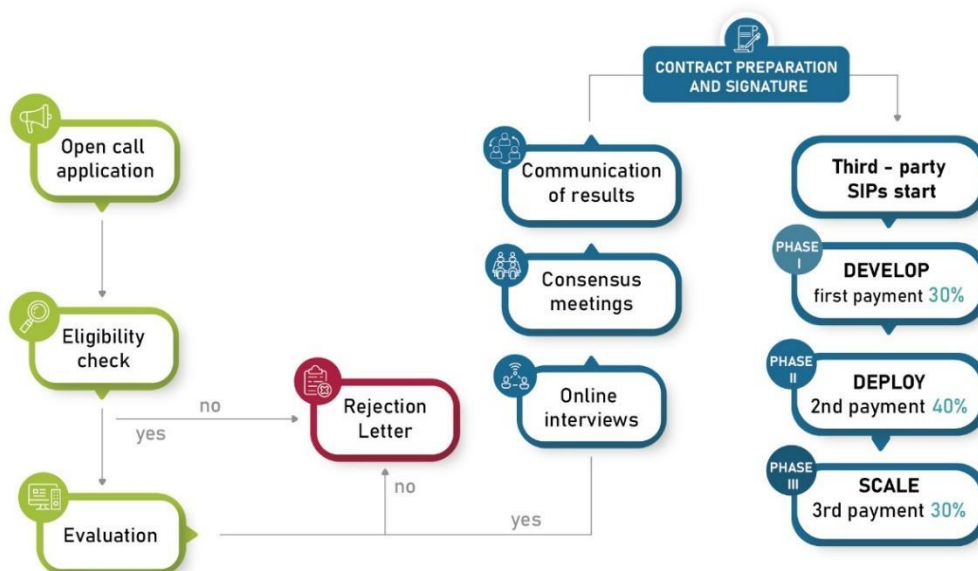 Open call
application
Eligibility
check
no
yes
Rejection
Letter
Evaluation
no
yes
Online
interviews
Consensus
meetings
Communication
of results
CONTRACT PREPARATION
AND SIGNATURE
Third - party
SIPs start
PHASE
I
DEVELOP
first payment 30%
PHASE
II
DEPLOY
2nd payment 40%
PHASE
III
SCALE
3rd payment 30%